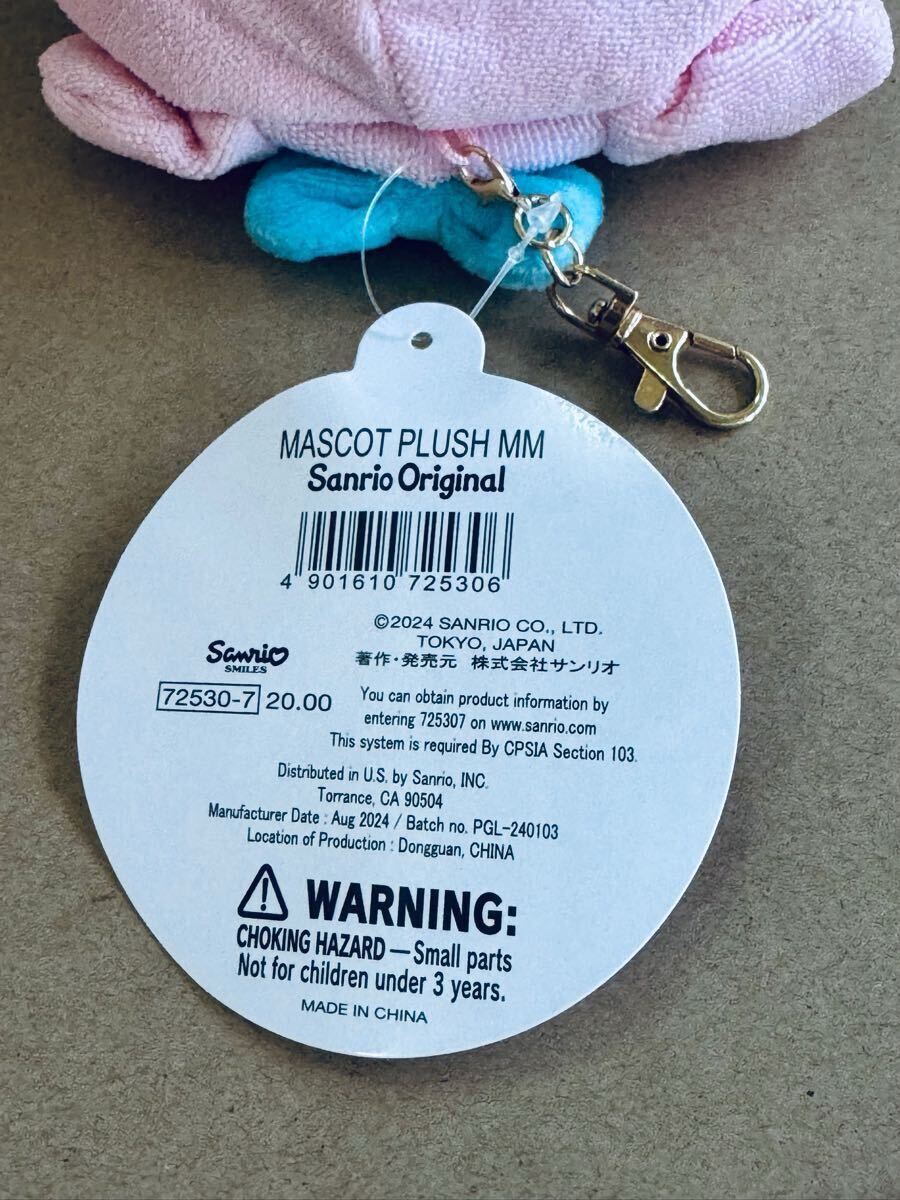 MASCOT PLUSH MM
Sanrio Original
4 901610 725306
©2024 SANRIO CO., LTD.
TOKYO, JAPAN
著作・発売元 株式会社サンリオ
Sanrio
SMILES
72530-7 20.00
You can obtain product information by
entering 725307 on www.sanrio.com
This system is required By CPSIA Section 103.
Distributed in U.S. by Sanrio, INC.
Torrance, CA 90504
Manufacturer Date : Aug 2024 / Batch no. PGL-240103
Location of Production : Dongguan, CHINA
WARNING:
CHOKING HAZARD — Small parts
Not for children under 3 years.
MADE IN CHINA